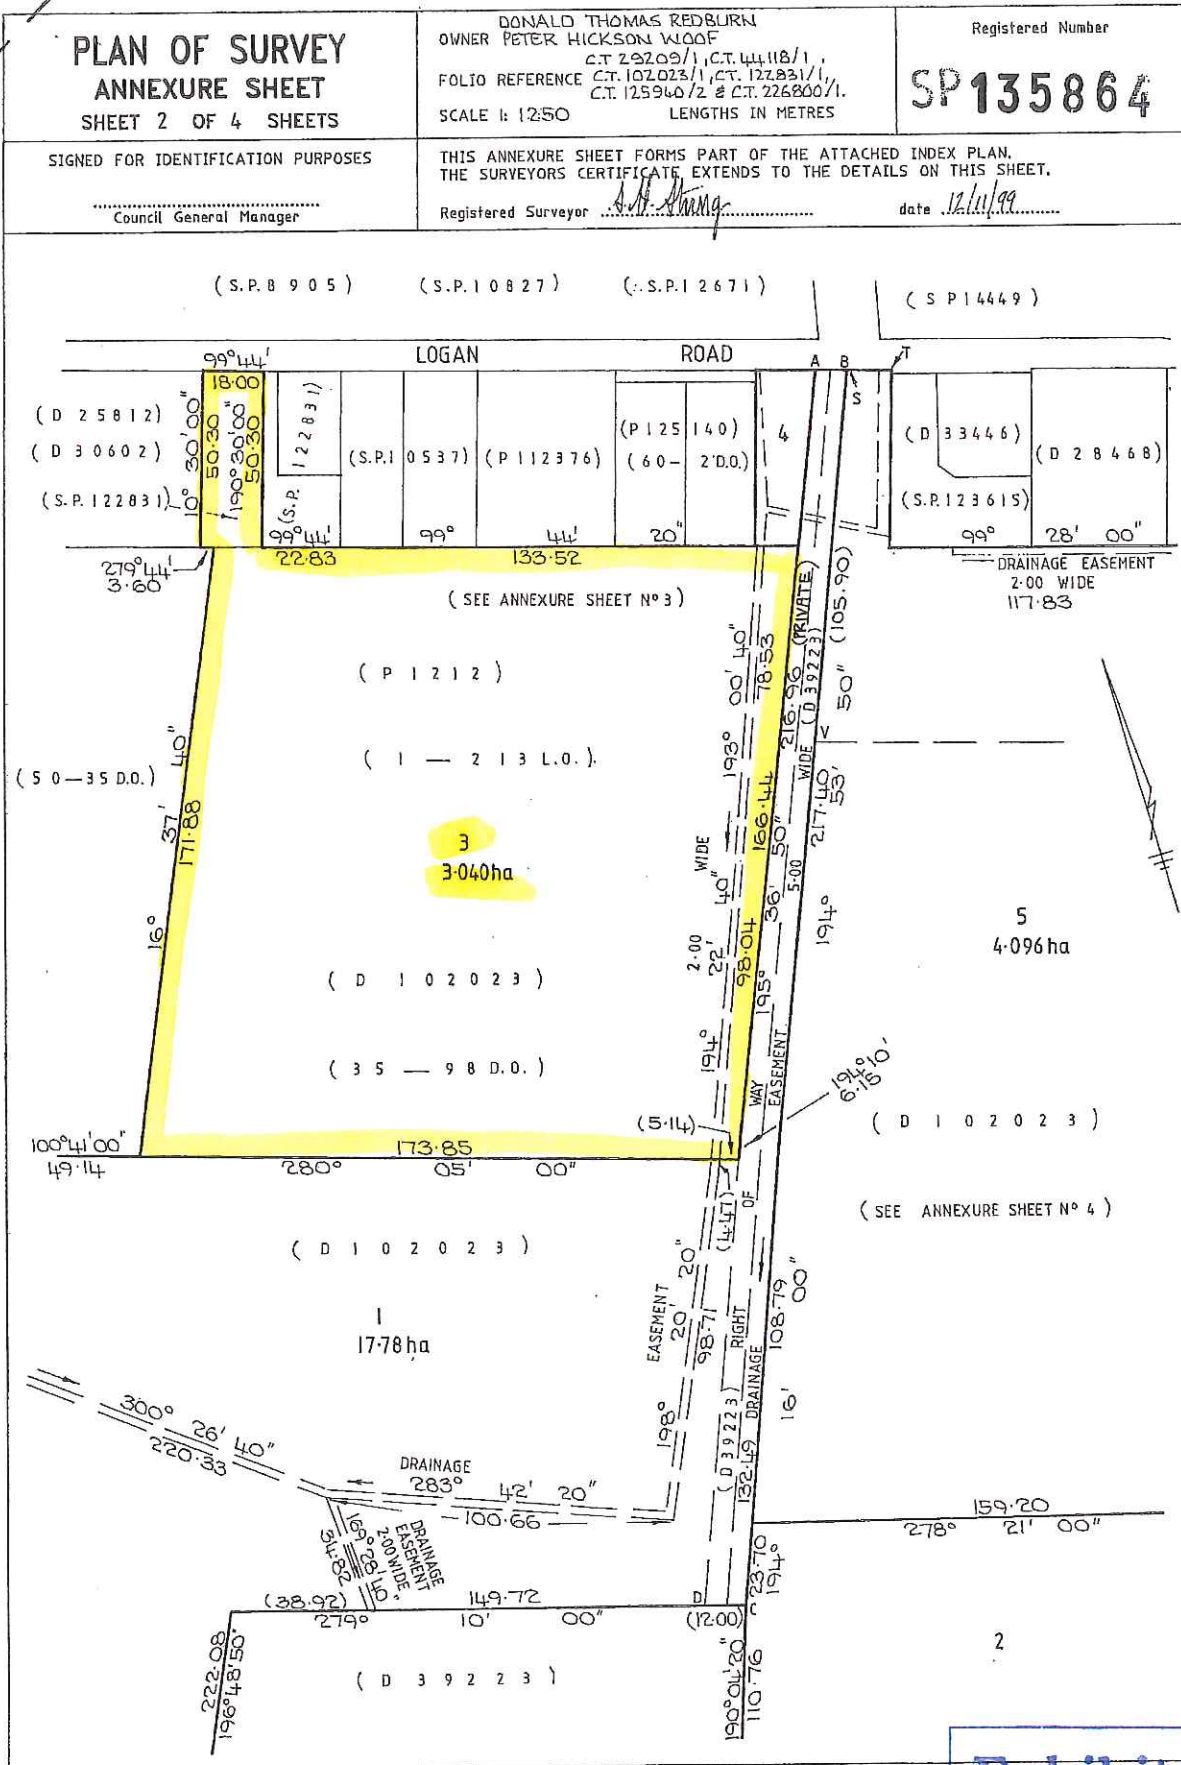 PLAN OF SURVEY
ANNEXURE SHEET
SHEET 2 OF 4 SHEETS
DONALD THOMAS REDBURN
OWNER PETER HICKSON WOOF
C.T 29209/1, C.T. 44118/1,
FOLIO REFERENCE C.T. 102023/1, C.T. 122831/1,
C.T. 125940/2 & C.T. 226800/1.
SCALE 1: 1250 LENGTHS IN METRES
Registered Number
SP135864
SIGNED FOR IDENTIFICATION PURPOSES
Council General Manager
THIS ANNEXURE SHEET FORMS PART OF THE ATTACHED INDEX PLAN.
THE SURVEYORS CERTIFICATE EXTENDS TO THE DETAILS ON THIS SHEET.
Registered Surveyor
date 12/11/99
(S.P.8905) (S.P.10827) (S.P.12671) (SP14449)
LOGAN ROAD
99°44'
18·00
A B T
S
(D 25812)
(D 30602)
(S.P.122831)
10° 30' 00"
50·30
190°30'00"
50·30
(S.P. 122831)
(S.P.10537) (P112376)
(P125140)
(60-2 D.O.)
4
(D 33446)
(D 28468)
(S.P.123615)
99°44' 99° 44' 20"
22·83 133·52
99° 28' 00"
DRAINAGE EASEMENT
2·00 WIDE
117·83
279°44'
3·60
(SEE ANNEXURE SHEET Nº 3)
(P 1212)
(1 — 213 L.O.).
(50—35 D.O.)
16° 37' 40"
171·88
3
3·040ha
(D 102023)
(35 — 98 D.O.)
193° 00' 40"
78·53
216·96 (PRIVATE)
5·00 WIDE (D39223)
(105.90)
V
217·40
194° 53' 50"
166·44
195° 36' 50"
2·00 WIDE
194° 22' 40"
98·04
WAY
EASEMENT
5
4·096ha
(5·14)
194°10'
6·15
(D 102023)
(SEE ANNEXURE SHEET Nº 4)
100°41'00"
49·14
173·85
280° 05' 00"
(4·47)
OF
(D 102023)
1
17·78ha
EASEMENT
198° 20' 20"
98·71
RIGHT
DRAINAGE
(D39223)
132·49
108·79
16' 00"
300° 26' 40"
220·33
DRAINAGE
283° 42' 20"
100·66
169°28'40"
34·82
DRAINAGE
EASEMENT
2·00 WIDE
159·20
278° 21' 00"
23·70
194°
(38·92) 149·72 D C
279° 10' 00" (12·00)
222·08
196°48'50"
(D 39223)
190°04'20"
110·76
2